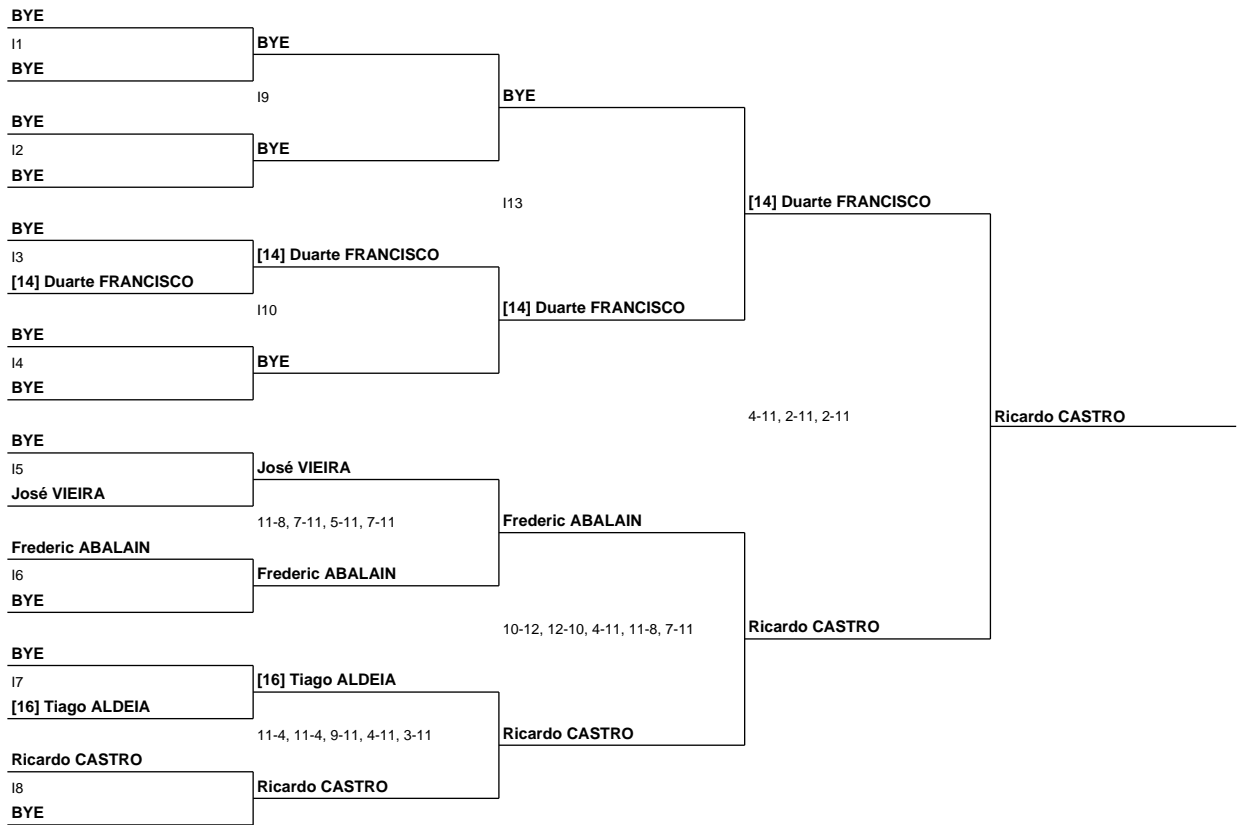 BYE
I1
BYE
BYE
I9
BYE
BYE
I2
BYE
BYE
I13
[14] Duarte FRANCISCO
BYE
I3
[14] Duarte FRANCISCO
[14] Duarte FRANCISCO
I10
[14] Duarte FRANCISCO
BYE
I4
BYE
BYE
4-11, 2-11, 2-11
Ricardo CASTRO
BYE
I5
José VIEIRA
José VIEIRA
11-8, 7-11, 5-11, 7-11
Frederic ABALAIN
Frederic ABALAIN
I6
Frederic ABALAIN
BYE
10-12, 12-10, 4-11, 11-8, 7-11
Ricardo CASTRO
BYE
I7
[16] Tiago ALDEIA
[16] Tiago ALDEIA
11-4, 11-4, 9-11, 4-11, 3-11
Ricardo CASTRO
Ricardo CASTRO
I8
Ricardo CASTRO
BYE